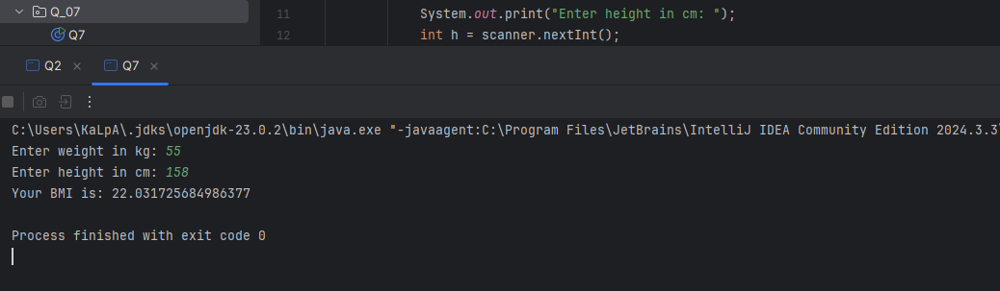 Q_07
Q7
11 System.out.print("Enter height in cm: ");
12 int h = scanner.nextInt();
Q2
Q7
C:\Users\KaLpA\.jdks\openjdk-23.0.2\bin\java.exe "-javaagent:C:\Program Files\JetBrains\IntelliJ IDEA Community Edition 2024.3.3\
Enter weight in kg: 55
Enter height in cm: 158
Your BMI is: 22.031725684986377
Process finished with exit code 0